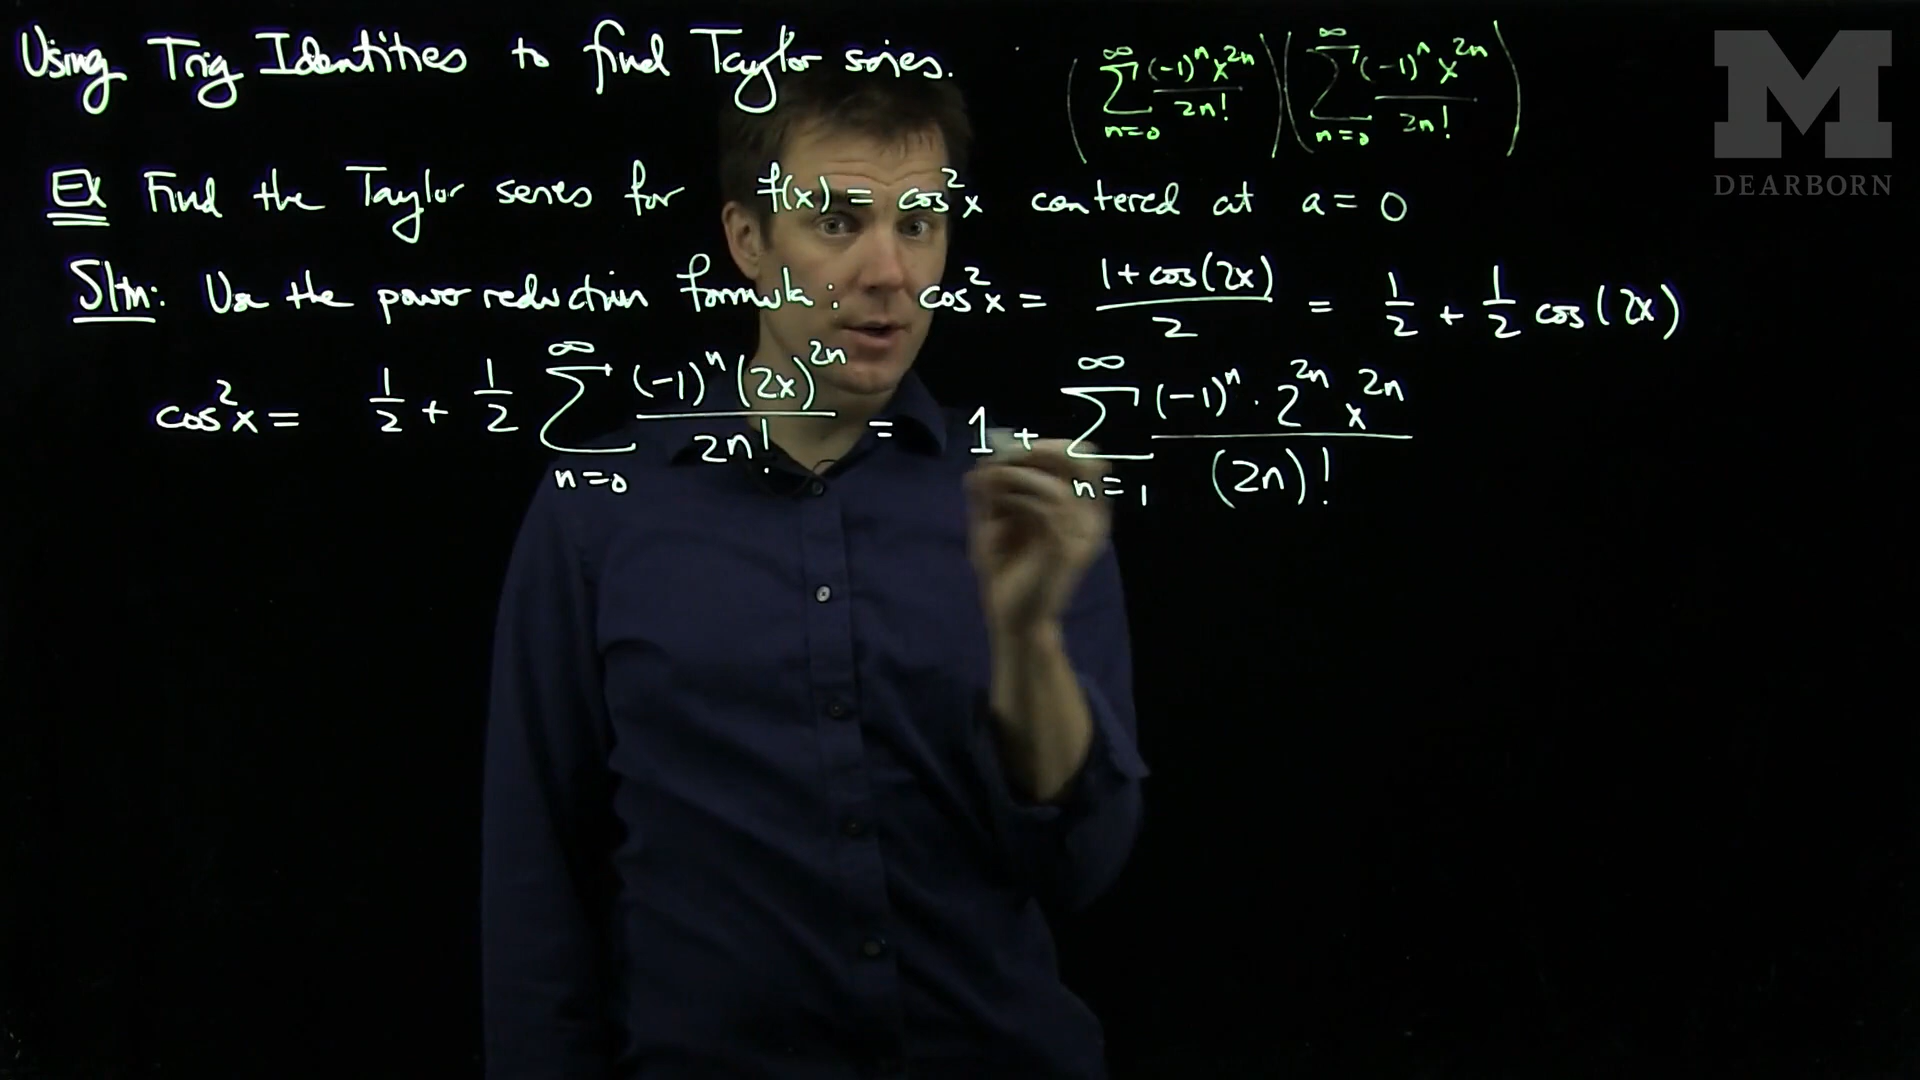 Using Trig Identities to find Taylor series.
(∑_{n=0}^{∞} (-1)^n x^{2n} / 2n!)(∑_{n=0}^{∞} (-1)^n x^{2n} / 2n!)
M
DEARBORN
Ex Find the Taylor series for f(x) = cos²x centered at a = 0
Sltn: Use the power reduction formula: cos²x = (1+cos(2x))/2 = 1/2 + 1/2 cos(2x)
cos²x = 1/2 + 1/2 ∑_{n=0}^{∞} (-1)^n (2x)^{2n} / 2n! = 1 + ∑_{n=1}^{∞} (-1)^n · 2^{2n} x^{2n} / (2n)!